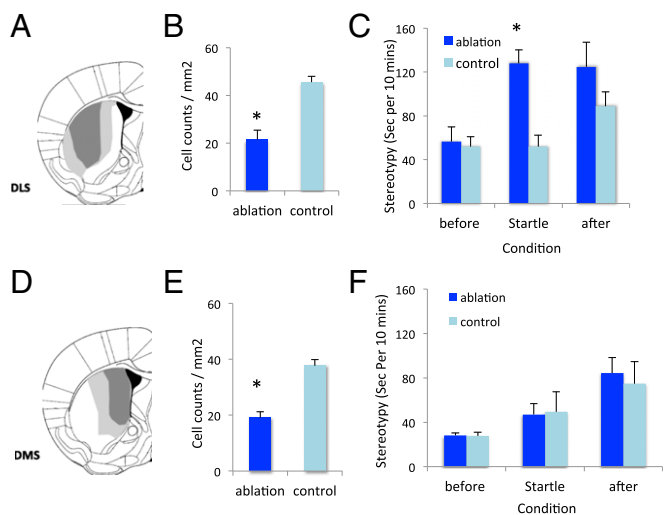 A
DLS
B
60
40
20
0
Cell counts / mm2
*
ablation control
C
160
120
80
40
0
Stereotypy (Sec per 10 mins)
ablation
control
*
before Startle after
Condition
D
DMS
E
60
40
20
0
Cell counts / mm2
*
ablation control
F
160
120
80
40
0
Stereotypy (Sec Per 10 mins)
ablation
control
before Startle after
Condition